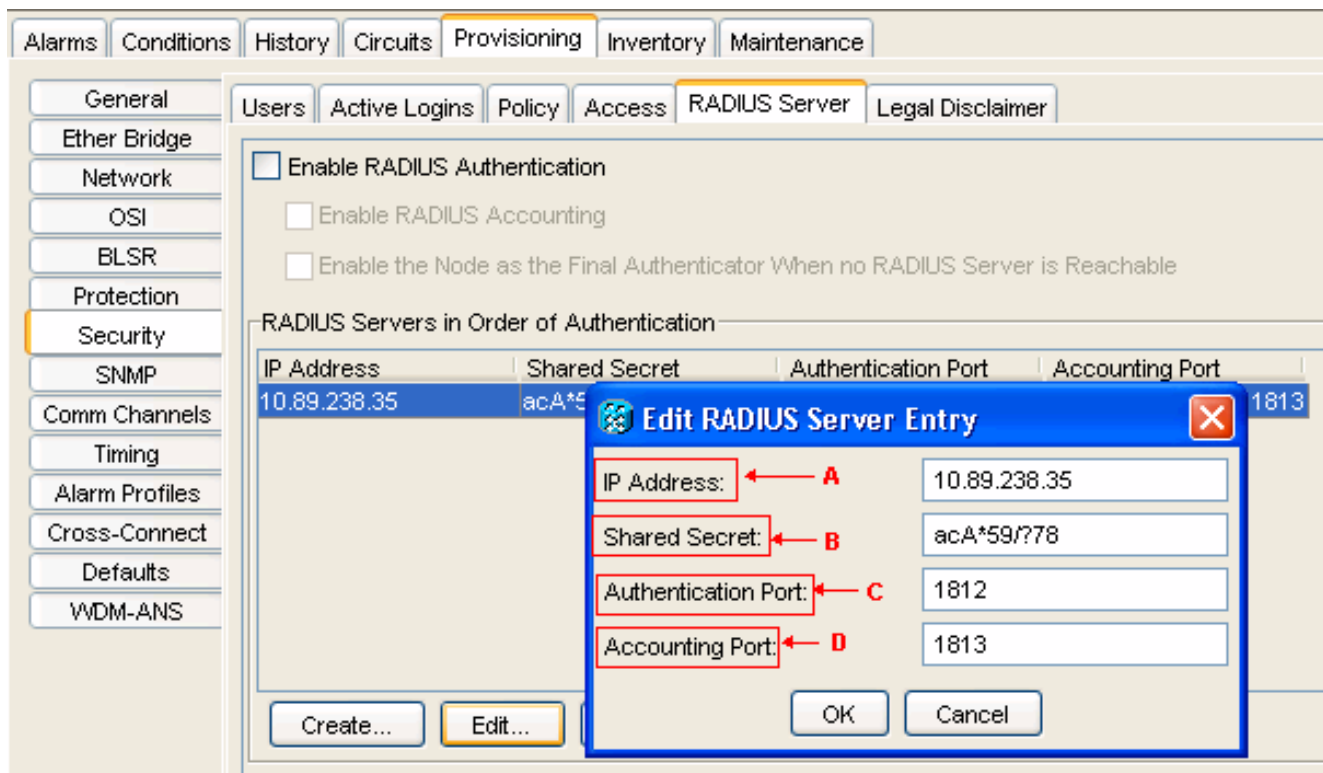 Alarms Conditions History Circuits Provisioning Inventory Maintenance
General
Ether Bridge
Network
OSI
BLSR
Protection
Security
SNMP
Comm Channels
Timing
Alarm Profiles
Cross-Connect
Defaults
WDM-ANS
Users Active Logins Policy Access RADIUS Server Legal Disclaimer
Enable RADIUS Authentication
Enable RADIUS Accounting
Enable the Node as the Final Authenticator When no RADIUS Server is Reachable
RADIUS Servers in Order of Authentication
IP Address Shared Secret Authentication Port Accounting Port
10.89.238.35 acA*5 1813
Edit RADIUS Server Entry
IP Address: A 10.89.238.35
Shared Secret: B acA*59/?78
Authentication Port: C 1812
Accounting Port: D 1813
OK Cancel
Create... Edit...